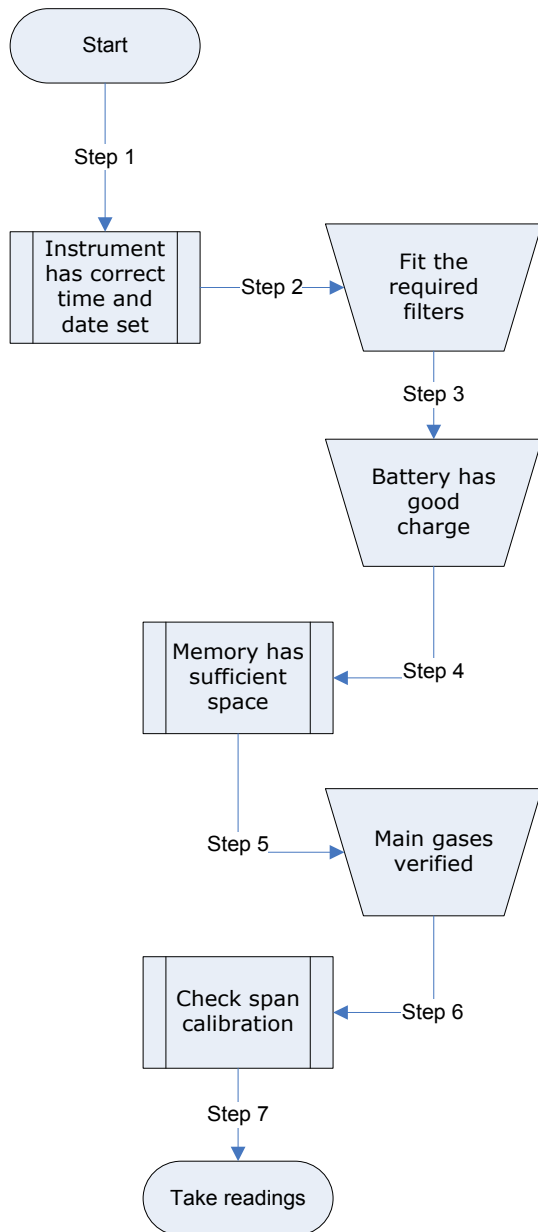 Start
Step 1
Instrument
has correct
time and
date set
Step 2
Fit the
required
filters
Step 3
Battery has
good
charge
Step 4
Memory has
sufficient
space
Step 5
Main gases
verified
Step 6
Check span
calibration
Step 7
Take readings